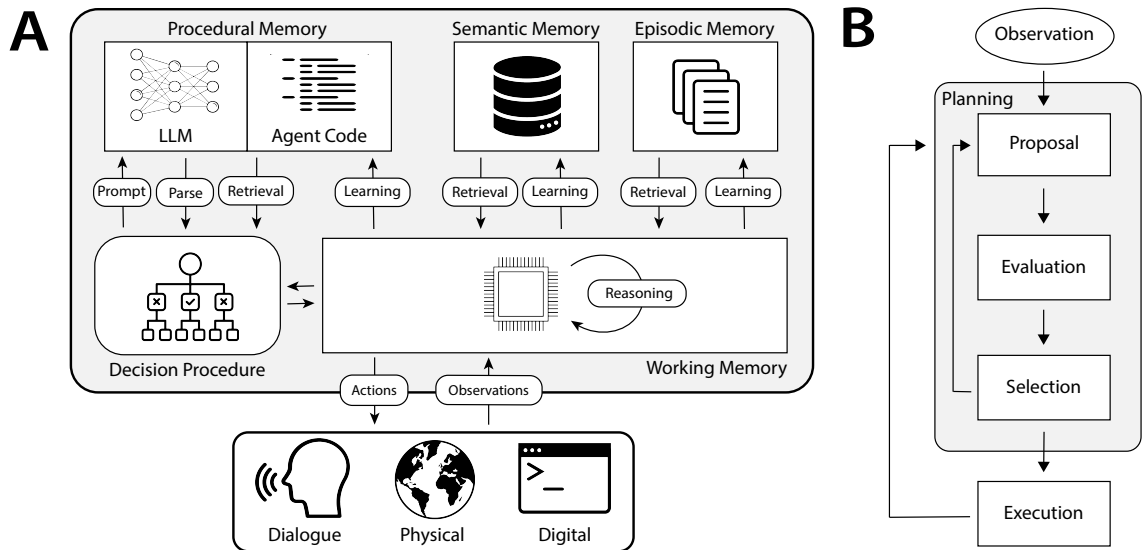 A
Procedural Memory
Semantic Memory
Episodic Memory
LLM
Agent Code
Prompt
Parse
Retrieval
Learning
Retrieval
Learning
Retrieval
Learning
Reasoning
Decision Procedure
Working Memory
Actions
Observations
Dialogue
Physical
Digital
B
Observation
Planning
Proposal
Evaluation
Selection
Execution